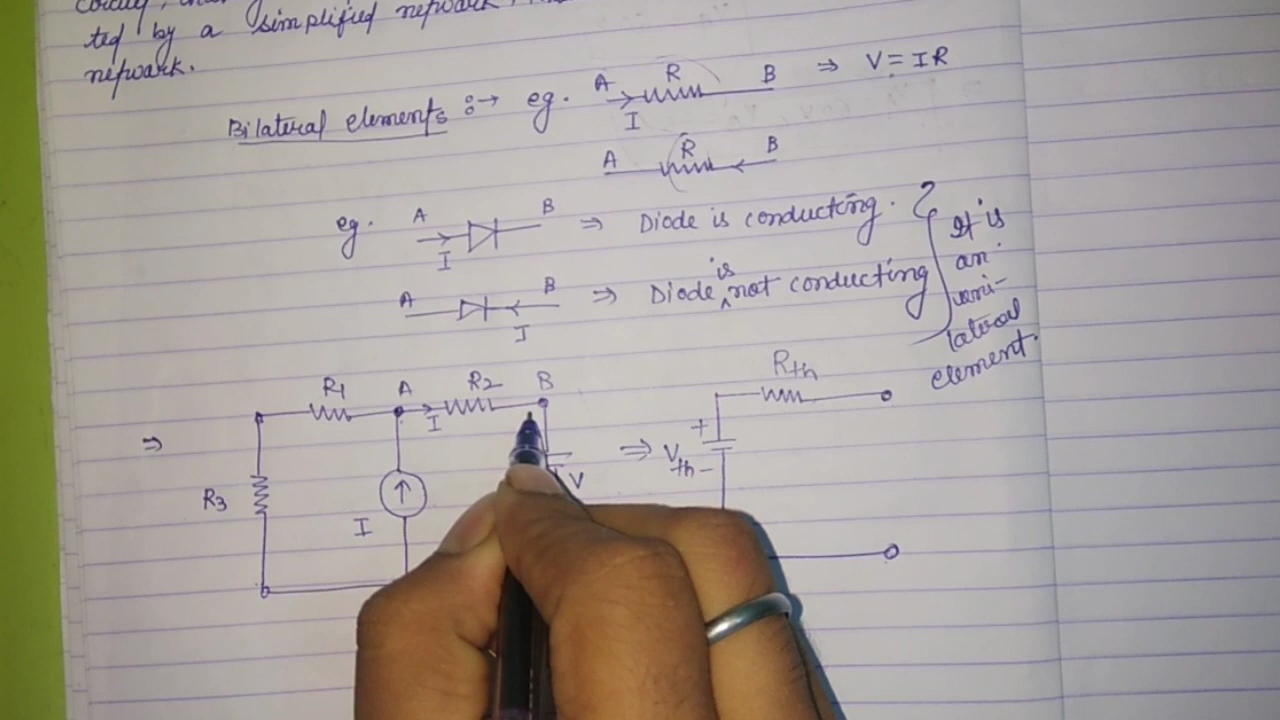 ted by a simplified network
network.
Bilateral elements :→ eg. A R B ⇒ V = IR
I
A R B
eg. A B ⇒ Diode is conducting.
I
A B ⇒ Diode is not conducting
I
It is
an
uni-
lateral
element.
R1 A R2 B Rth
⇒ I
R3 I V ⇒ Vth
+
-